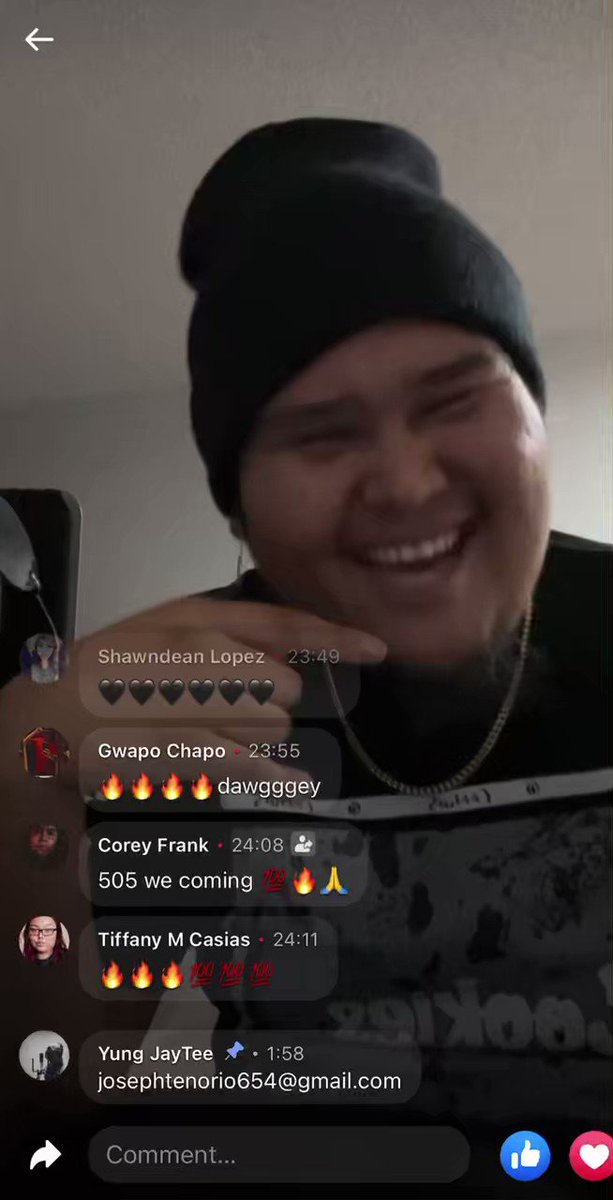 Shawndean Lopez • 23:49
🖤🖤🖤🖤🖤🖤
Gwapo Chapo • 23:55
🔥🔥🔥🔥dawgggey
Corey Frank • 24:08
505 we coming 💯🔥🙏
Tiffany M Casias • 24:11
🔥🔥🔥💯💯💯
Yung JayTee 📌 • 1:58
josephtenorio654@gmail.com
Comment...